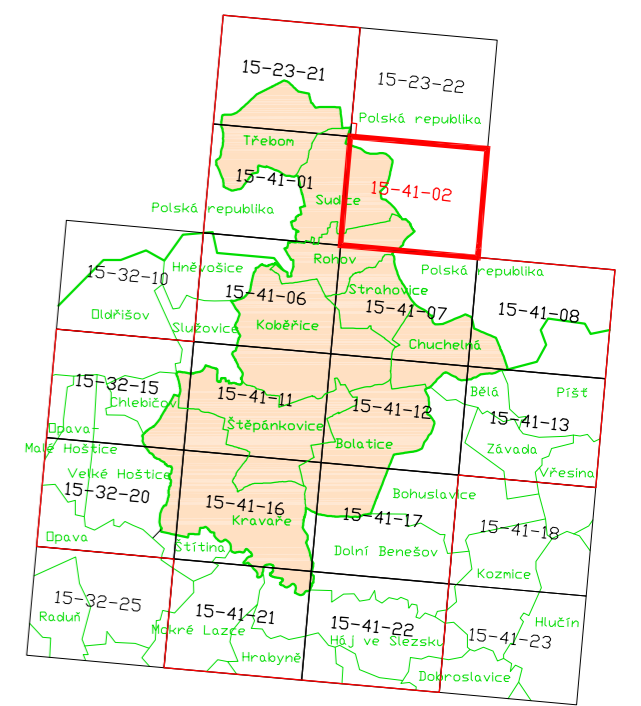 15-23-21
15-23-22
Polská republika
Třebom
15-41-01
15-41-02
Sudice
Polská republika
Rohov
Polská republika
Hněvošice
15-32-10
Strahovice
15-41-06
15-41-07
15-41-08
Oldřišov
Služovice
Kobeřice
Chuchelná
15-32-15
Chlebičov
15-41-11
15-41-12
Bělá
Píšť
15-41-13
Štěpánkovice
Opava-
Malé Hoštice
Bolatice
Závada
Velké Hoštice
Vřesina
15-32-20
15-41-16
Bohuslavice
Kravaře
15-41-17
15-41-18
Opava
Štítina
Dolní Benešov
Kozmice
15-32-25
Raduň
15-41-21
Mokré Lazce
15-41-22
Háj ve Slezsku
15-41-23
Hlučín
Hrabyně
Dobroslavice